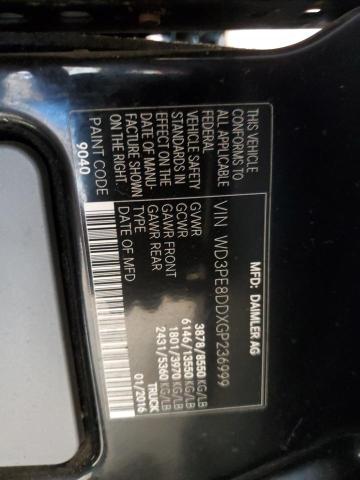 MFD: DAIMLER AG
VIN WD3PE8DDXGP236999
GVWR 3878/8550 KG/LB
GCWR 6146/13550 KG/LB
GAWR FRONT 1801/3970 KG/LB
GAWR REAR 2431/5360 KG/LB
TYPE TRUCK
DATE OF MFD 01/2016
THIS VEHICLE
CONFORMS TO
ALL APPLICABLE
FEDERAL
VEHICLE SAFETY
STANDARDS IN
EFFECT ON THE
DATE OF MANU-
FACTURE SHOWN
ON THE RIGHT
PAINT CODE
9040